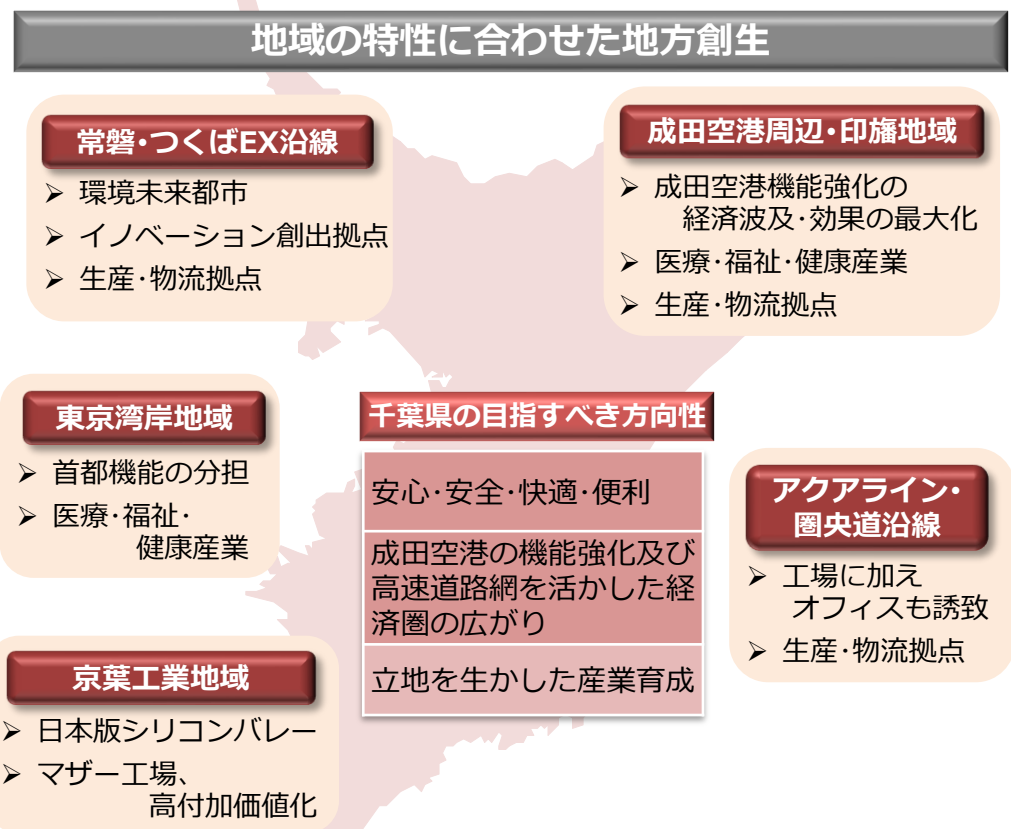 地域の特性に合わせた地方創生
常磐・つくばEX沿線
➢ 環境未来都市
➢ イノベーション創出拠点
➢ 生産・物流拠点
成田空港周辺・印旛地域
➢ 成田空港機能強化の
経済波及・効果の最大化
➢ 医療・福祉・健康産業
➢ 生産・物流拠点
東京湾岸地域
➢ 首都機能の分担
➢ 医療・福祉・
健康産業
千葉県の目指すべき方向性
安心・安全・快適・便利
成田空港の機能強化及び
高速道路網を活かした経
済圏の広がり
立地を生かした産業育成
アクアライン・
圏央道沿線
➢ 工場に加え
オフィスも誘致
➢ 生産・物流拠点
京葉工業地域
➢ 日本版シリコンバレー
➢ マザー工場、
高付加価値化